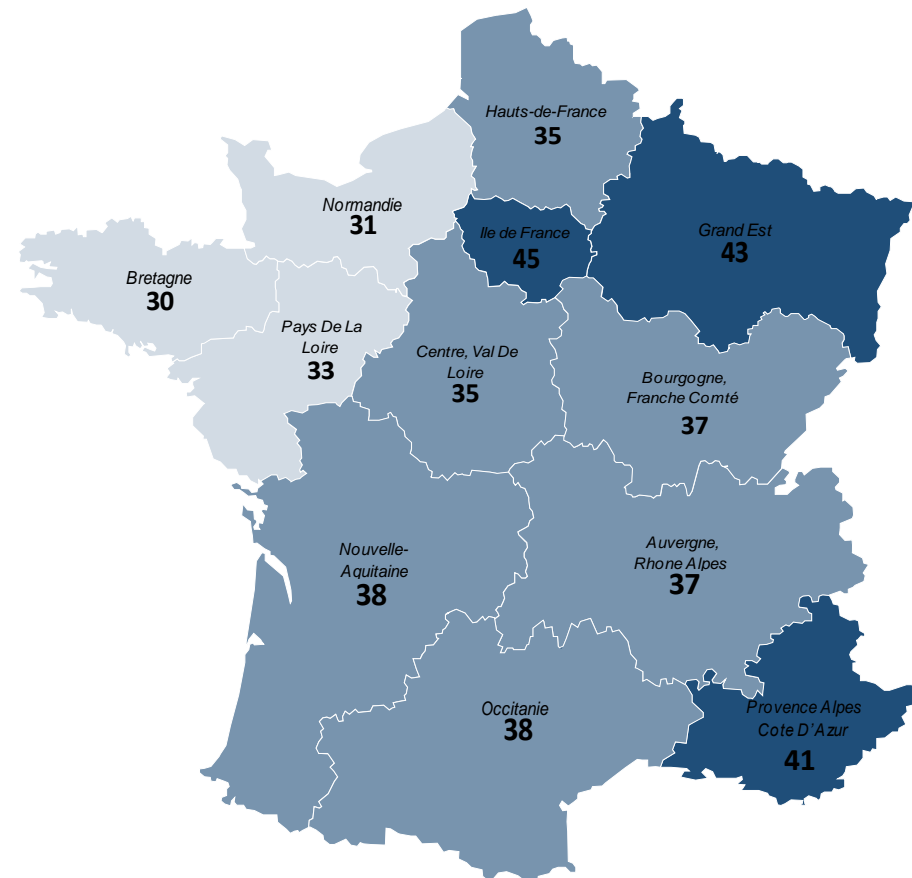 Hauts-de-France
35
Normandie
31
Ile de France
45
Grand Est
43
Bretagne
30
Pays De La
Loire
33
Centre, Val De
Loire
35
Bourgogne,
Franche Comté
37
Nouvelle-
Aquitaine
38
Auvergne,
Rhone Alpes
37
Occitanie
38
Provence Alpes
Cote D'Azur
41